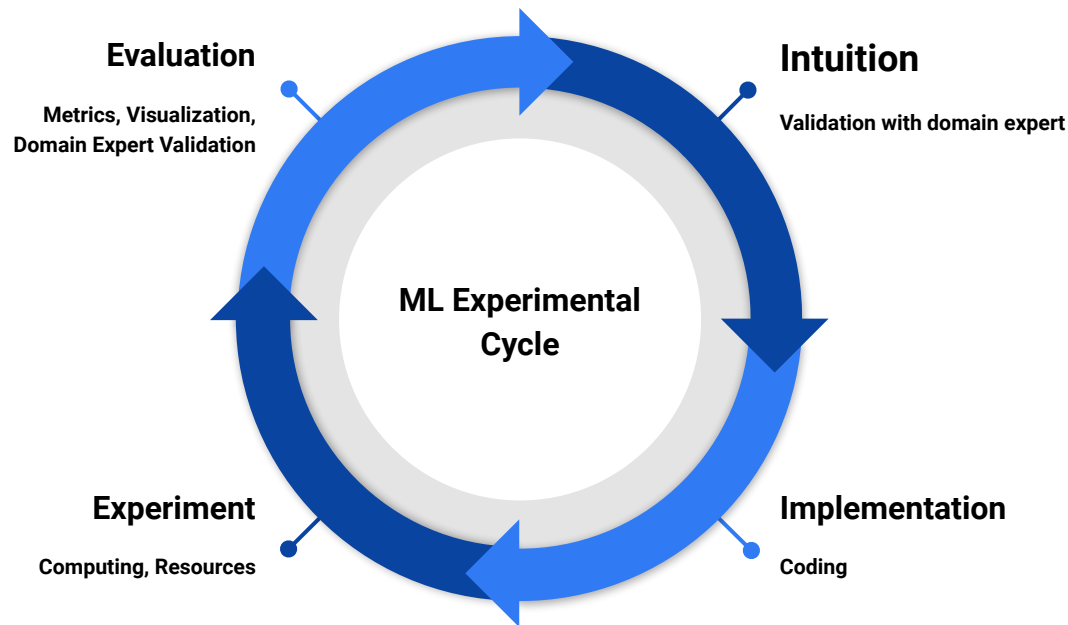 Evaluation
Metrics, Visualization,
Domain Expert Validation
Intuition
Validation with domain expert
ML Experimental
Cycle
Experiment
Computing, Resources
Implementation
Coding